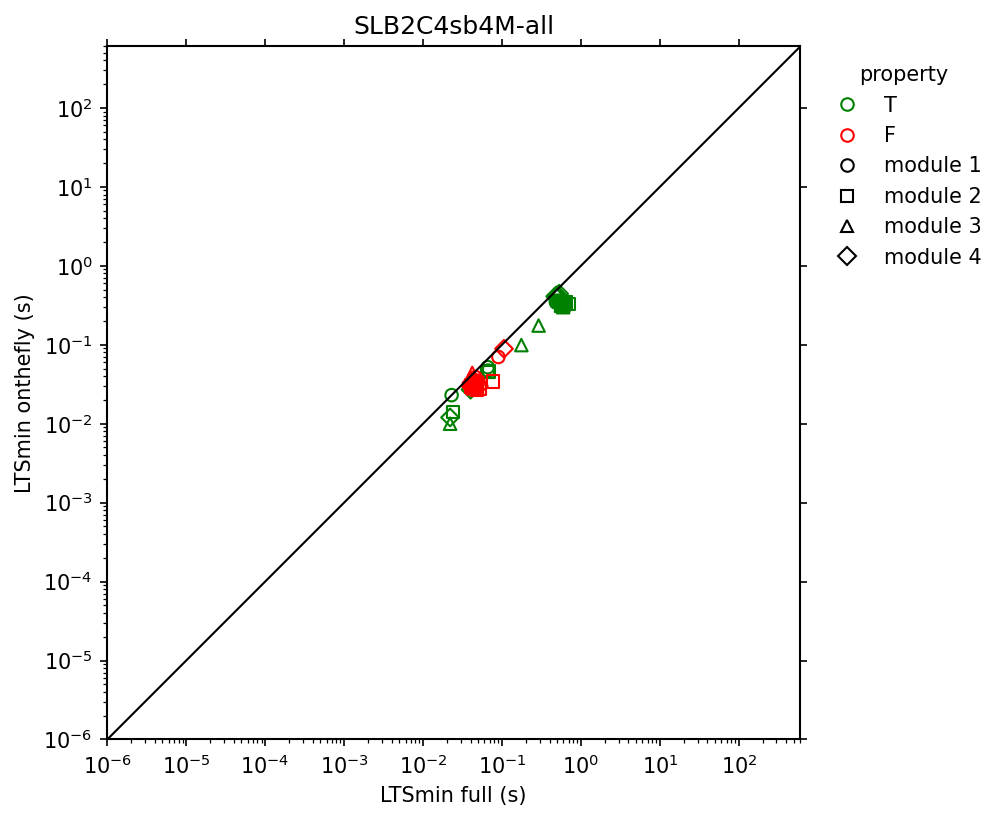 SLB2C4sb4M-all
LTSmin onthefly (s)
10²
10¹
10⁰
10⁻¹
10⁻²
10⁻³
10⁻⁴
10⁻⁵
10⁻⁶
10⁻⁶ 10⁻⁵ 10⁻⁴ 10⁻³ 10⁻² 10⁻¹ 10⁰ 10¹ 10²
LTSmin full (s)
property
T
F
module 1
module 2
module 3
module 4